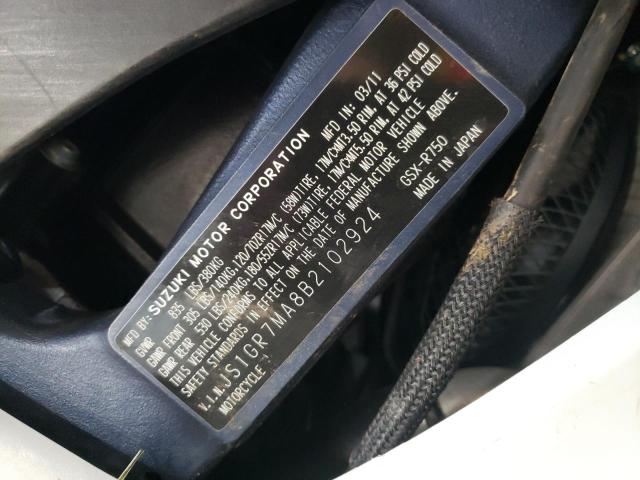 MFD. BY: SUZUKI MOTOR CORPORATION MFD IN: 03/11
GVWR 835 LBS/380KG
GAWR FRONT 305 LBS/140KG,120/70ZR17M/C (58W)TIRE, 17M/CXMT3.50 RIM, AT 36 PSI COLD
GAWR REAR 530 LBS/240KG,180/55ZR17M/C (73W)TIRE, 17M/CXMT5.50 RIM, AT 42 PSI COLD
THIS VEHICLE CONFORMS TO ALL APPLICABLE FEDERAL MOTOR VEHICLE
SAFETY STANDARDS IN EFFECT ON THE DATE OF MANUFACTURE SHOWN ABOVE.
V.I.N. JS1GR7MA8B2102924 GSX-R750
MOTORCYCLE MADE IN JAPAN